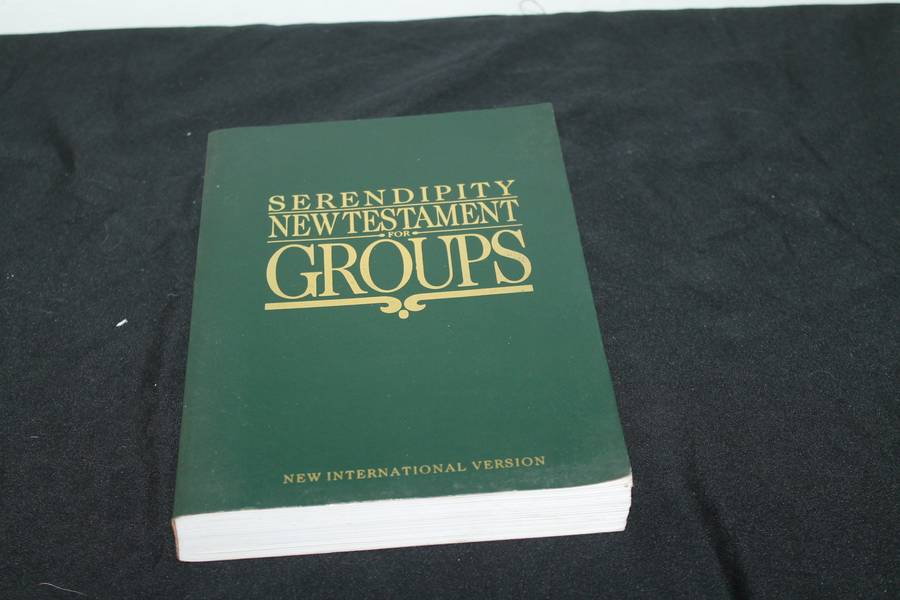 SERENDIPITY
NEW TESTAMENT
FOR
GROUPS
NEW INTERNATIONAL VERSION